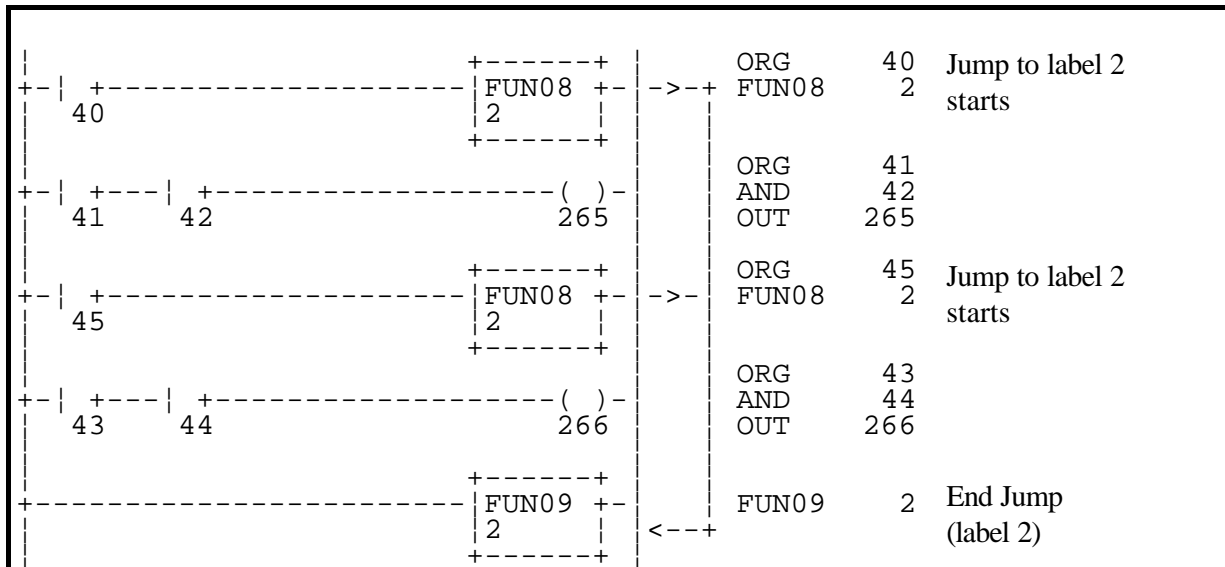 +------+ ORG 40 Jump to label 2
+-| +--------------------|FUN08 +-|->-+ FUN08 2 starts
40 |2 |
+------+
ORG 41
+-| +---| +-------------------( )- AND 42
41 42 265 OUT 265
+------+ ORG 45 Jump to label 2
+-| +--------------------|FUN08 +-|->-| FUN08 2 starts
45 |2 |
+------+
ORG 43
+-| +---| +-------------------( )- AND 44
43 44 266 OUT 266
+------+
+------------------------|FUN09 +-| FUN09 2 End Jump
|2 | |<--+ (label 2)
+------+